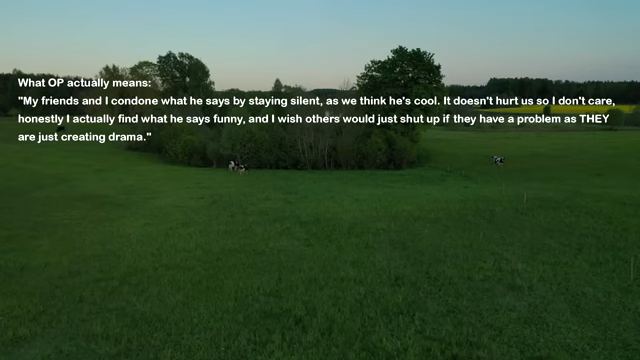 What OP actually means:
"My friends and I condone what he says by staying silent, as we think he's cool. It doesn't hurt us so I don't care,
honestly I actually find what he says funny, and I wish others would just shut up if they have a problem as THEY
are just creating drama."